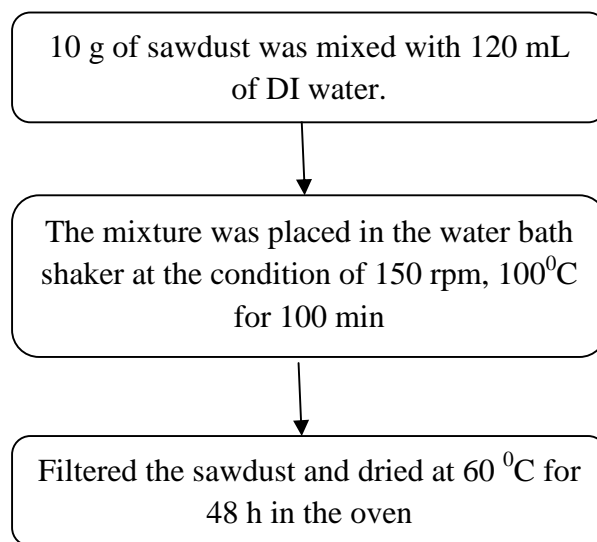 10 g of sawdust was mixed with 120 mL
of DI water.
The mixture was placed in the water bath
shaker at the condition of 150 rpm, 100⁰C
for 100 min
Filtered the sawdust and dried at 60 ⁰C for
48 h in the oven